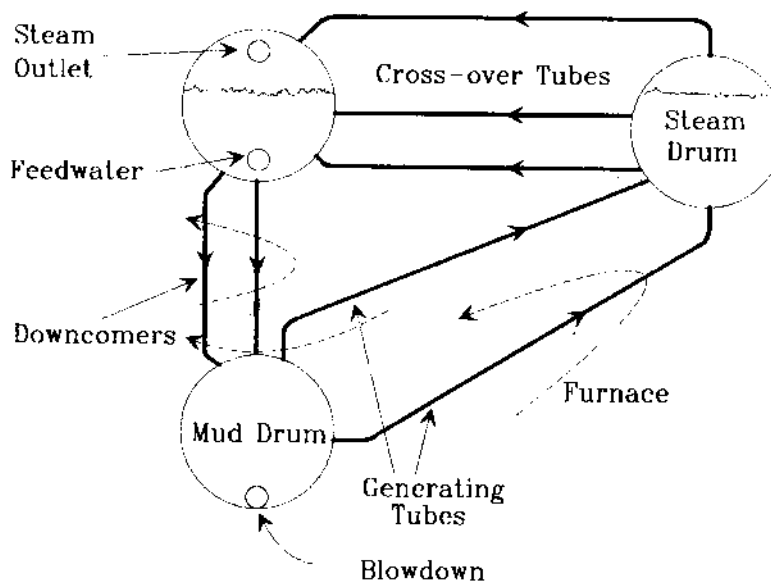 Steam
Outlet
Cross-over Tubes
Steam
Drum
Feedwater
Downcomers
Furnace
Mud Drum
Generating
Tubes
Blowdown